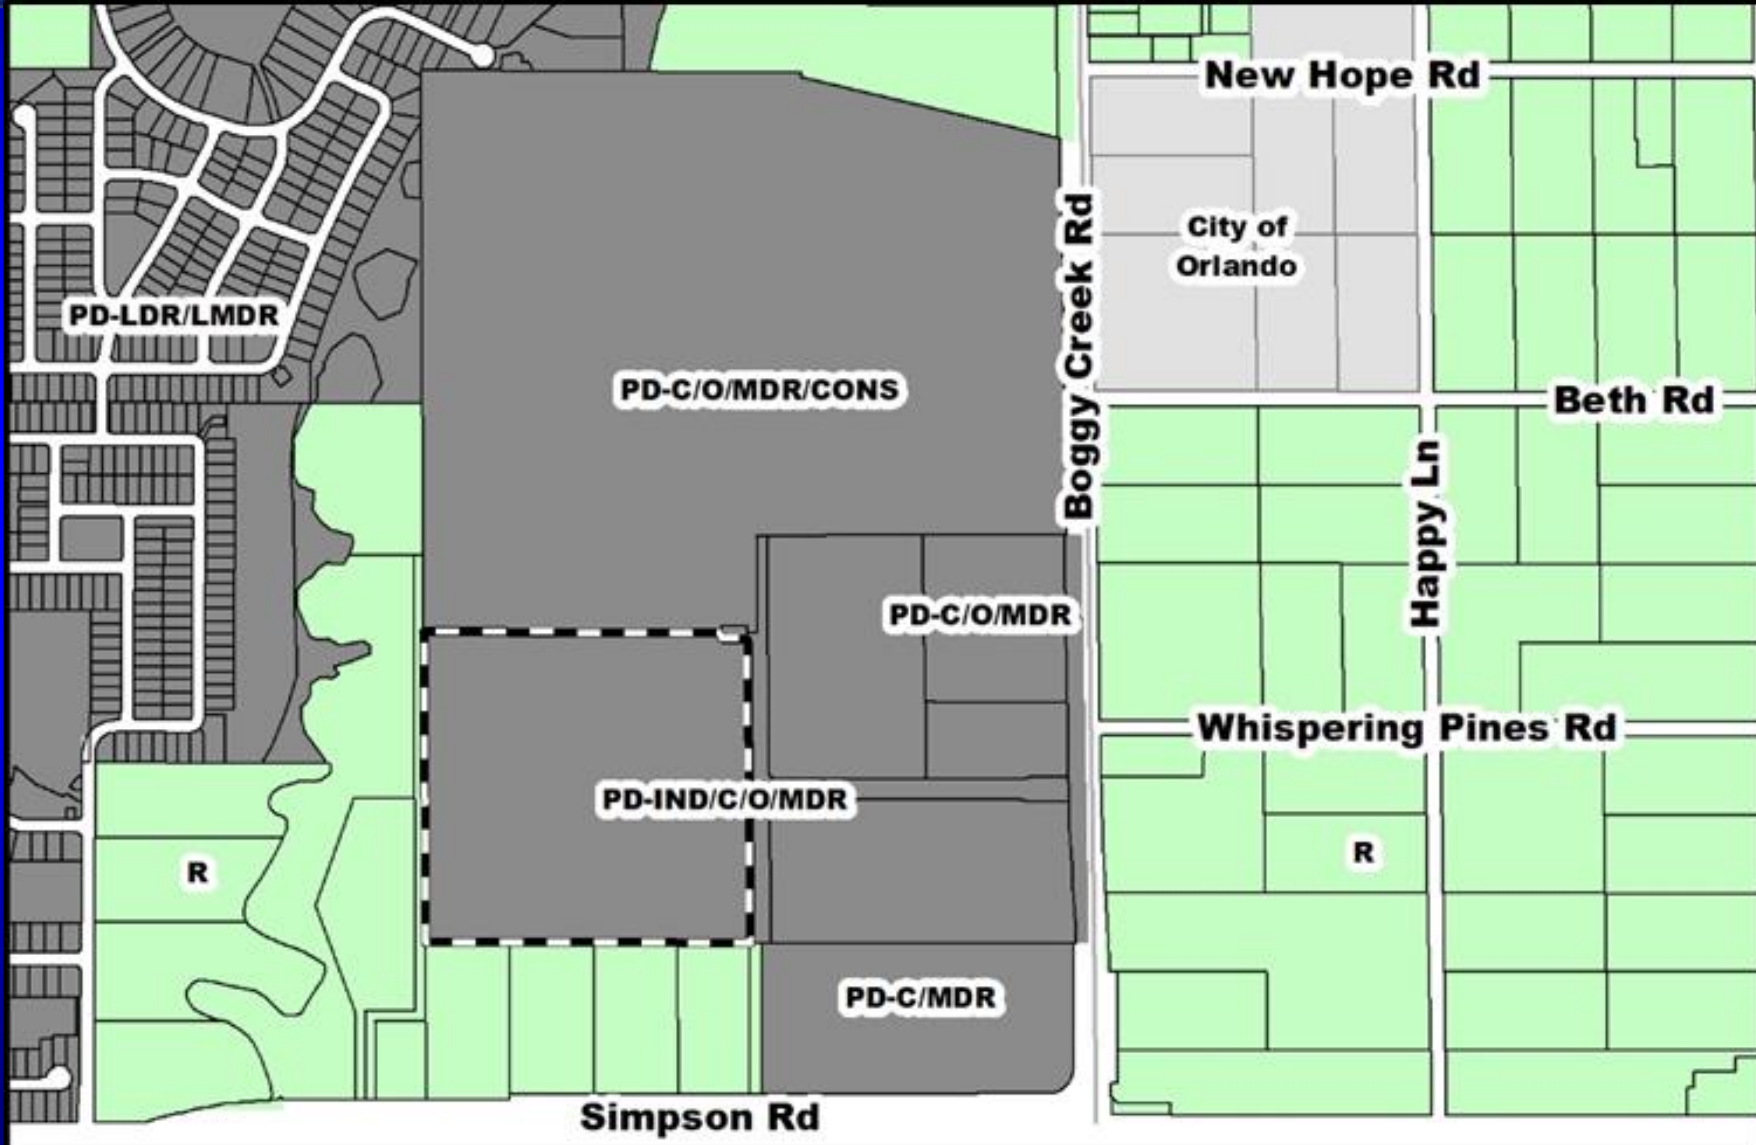 New Hope Rd
City of
Orlando
Boggy Creek Rd
PD-LDR/LMDR
PD-C/O/MDR/CONS
Beth Rd
Happy Ln
PD-C/O/MDR
Whispering Pines Rd
PD-IND/C/O/MDR
R
R
PD-C/MDR
Simpson Rd